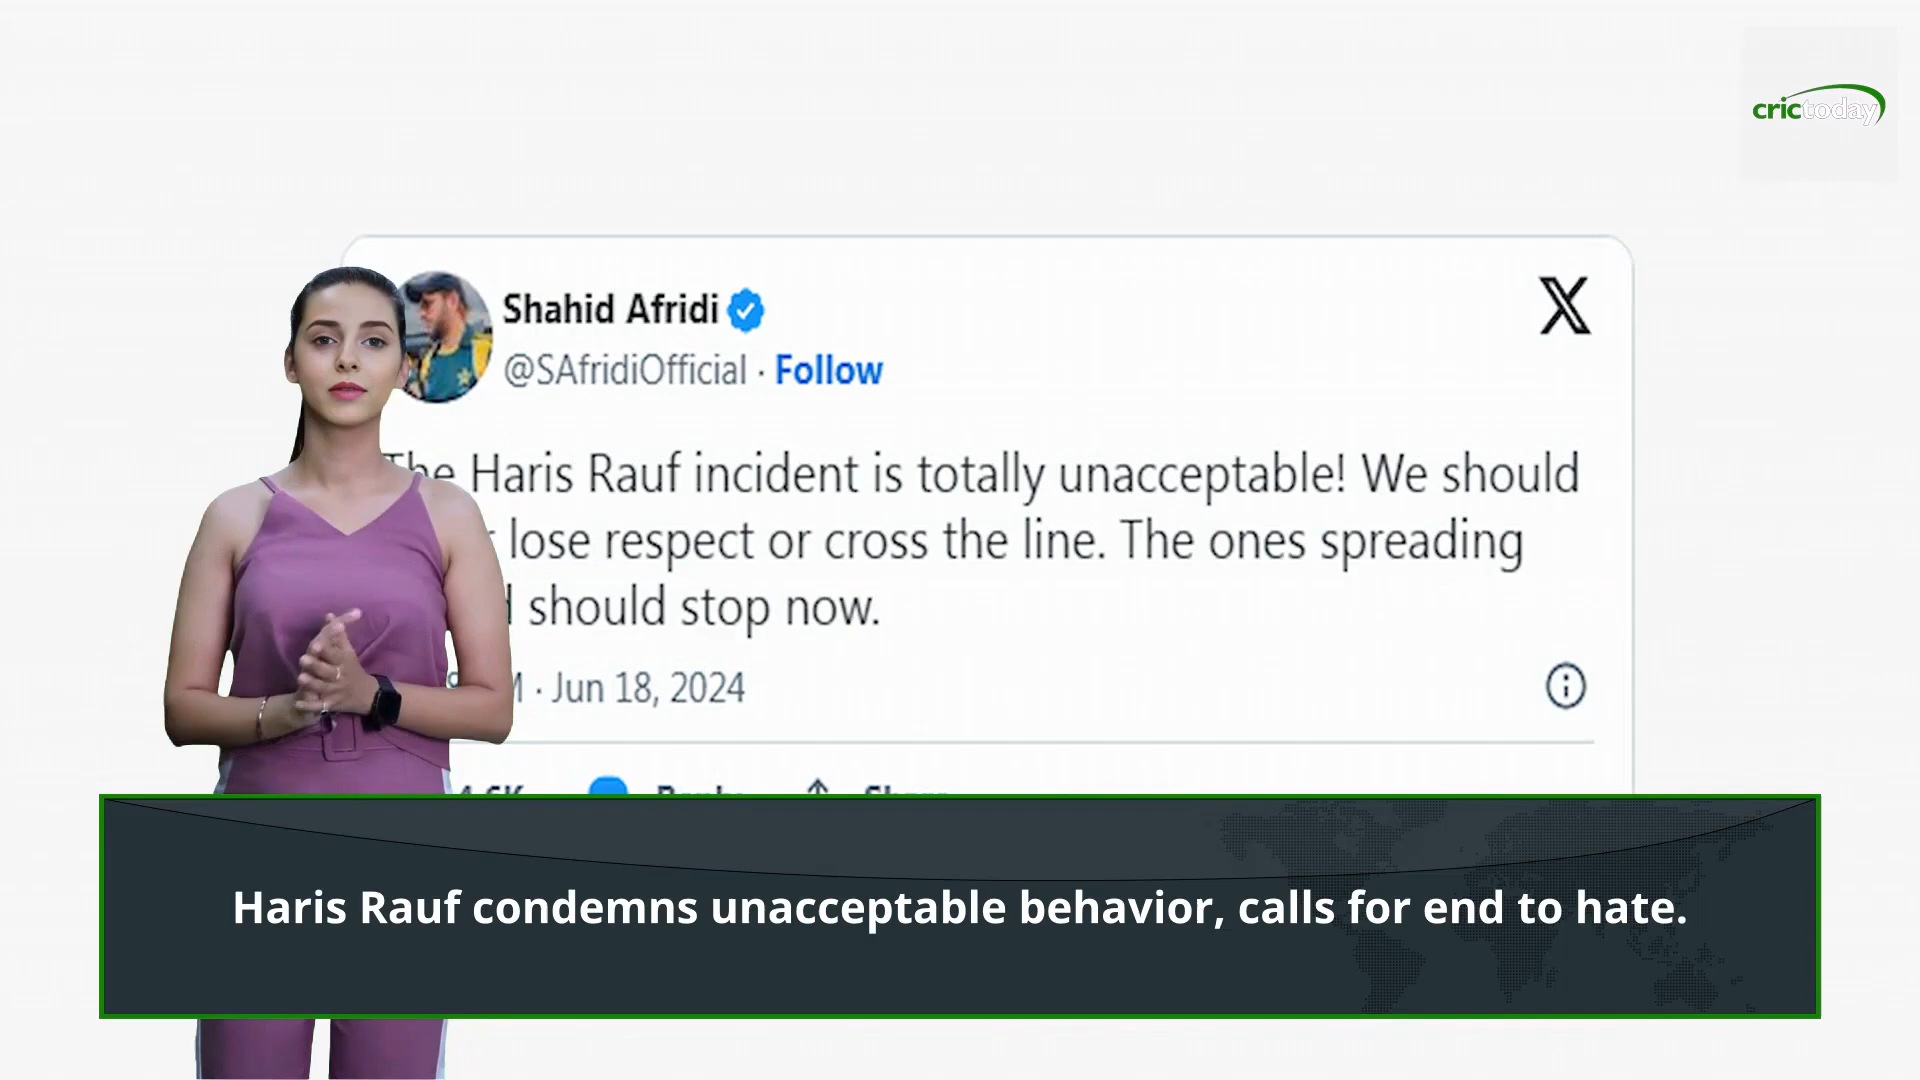 crictoday
Shahid Afridi
@SAfridiOfficial · Follow
The Haris Rauf incident is totally unacceptable! We should
lose respect or cross the line. The ones spreading
should stop now.
· Jun 18, 2024
Reply Share
Haris Rauf condemns unacceptable behavior, calls for end to hate.